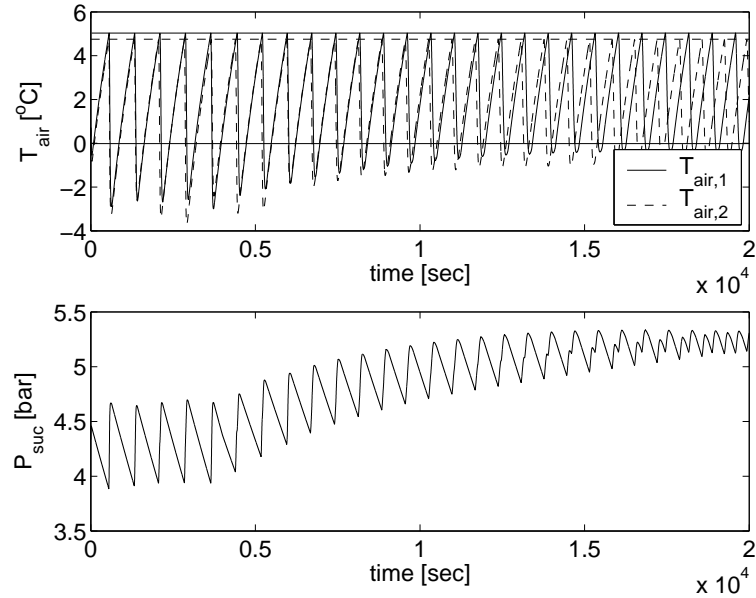 6
4
2
0
−2
−4
T_air [°C]
T_air,1
T_air,2
0 0.5 1 1.5 2
time [sec]
x 10^4
5.5
5
4.5
4
3.5
P_suc [bar]
0 0.5 1 1.5 2
time [sec]
x 10^4